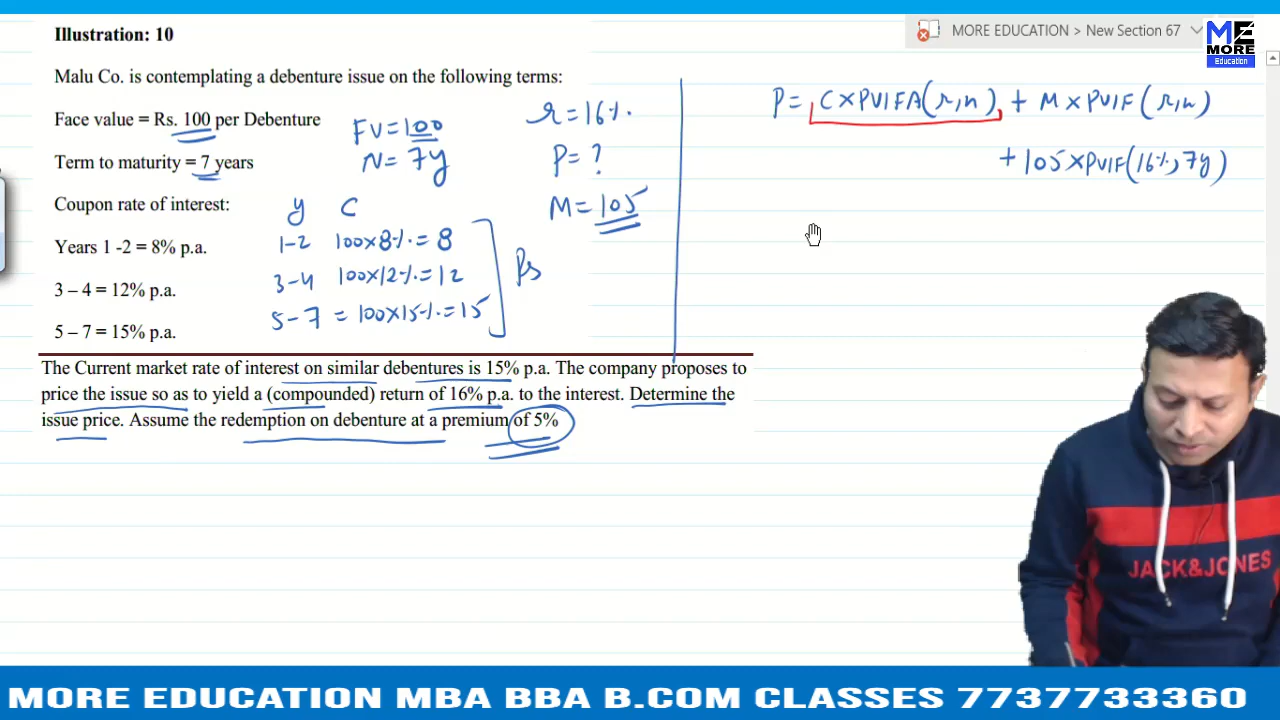 Illustration: 10
Malu Co. is contemplating a debenture issue on the following terms:
Face value = Rs. 100 per Debenture
Term to maturity = 7 years
Coupon rate of interest:
Years 1 -2 = 8% p.a.
3 – 4 = 12% p.a.
5 – 7 = 15% p.a.
The Current market rate of interest on similar debentures is 15% p.a. The company proposes to
price the issue so as to yield a (compounded) return of 16% p.a. to the interest. Determine the
issue price. Assume the redemption on debenture at a premium of 5%
FV=100
N= 7y
y C
1-2 100×8%.= 8
3-4 100×12%.= 12
5-7 = 100×15%.=15
Rs
r=16%.
P= ?
M= 105
MORE EDUCATION > New Section 67
ME
MORE
Education
P= C×PVIFA(r,n) + M×PVIF(r,n)
+ 105×PVIF(16%,7y)
JACK&JONES
MORE EDUCATION MBA BBA B.COM CLASSES 7737733360